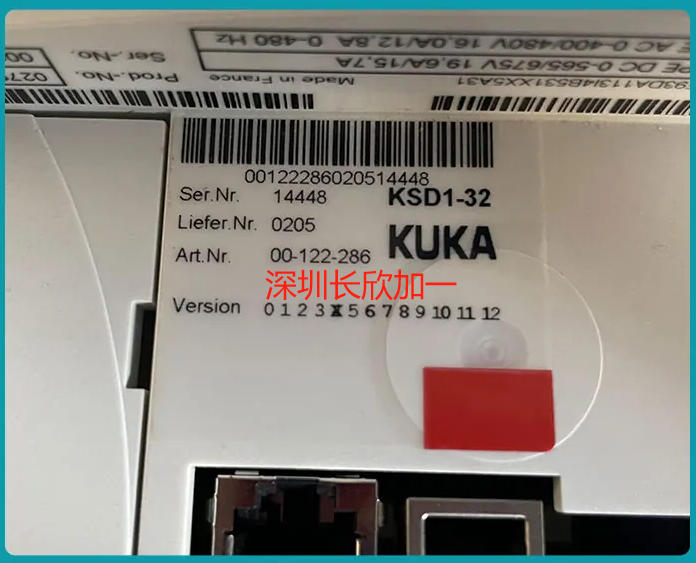 E AC 0-400/480V 16.0A/12.8A 0-480 Hz
PE DC 0-565/675V 19,6A/15,7A
Ser.-No.
Prod.-No.
Made in France
00122286020514448
Ser.Nr. 14448 KSD1-32
Liefer.Nr. 0205
KUKA
Art.Nr. 00-122-286
深圳长欣加一
Version 0 1 2 3 X 5 6 7 8 9 10 11 12